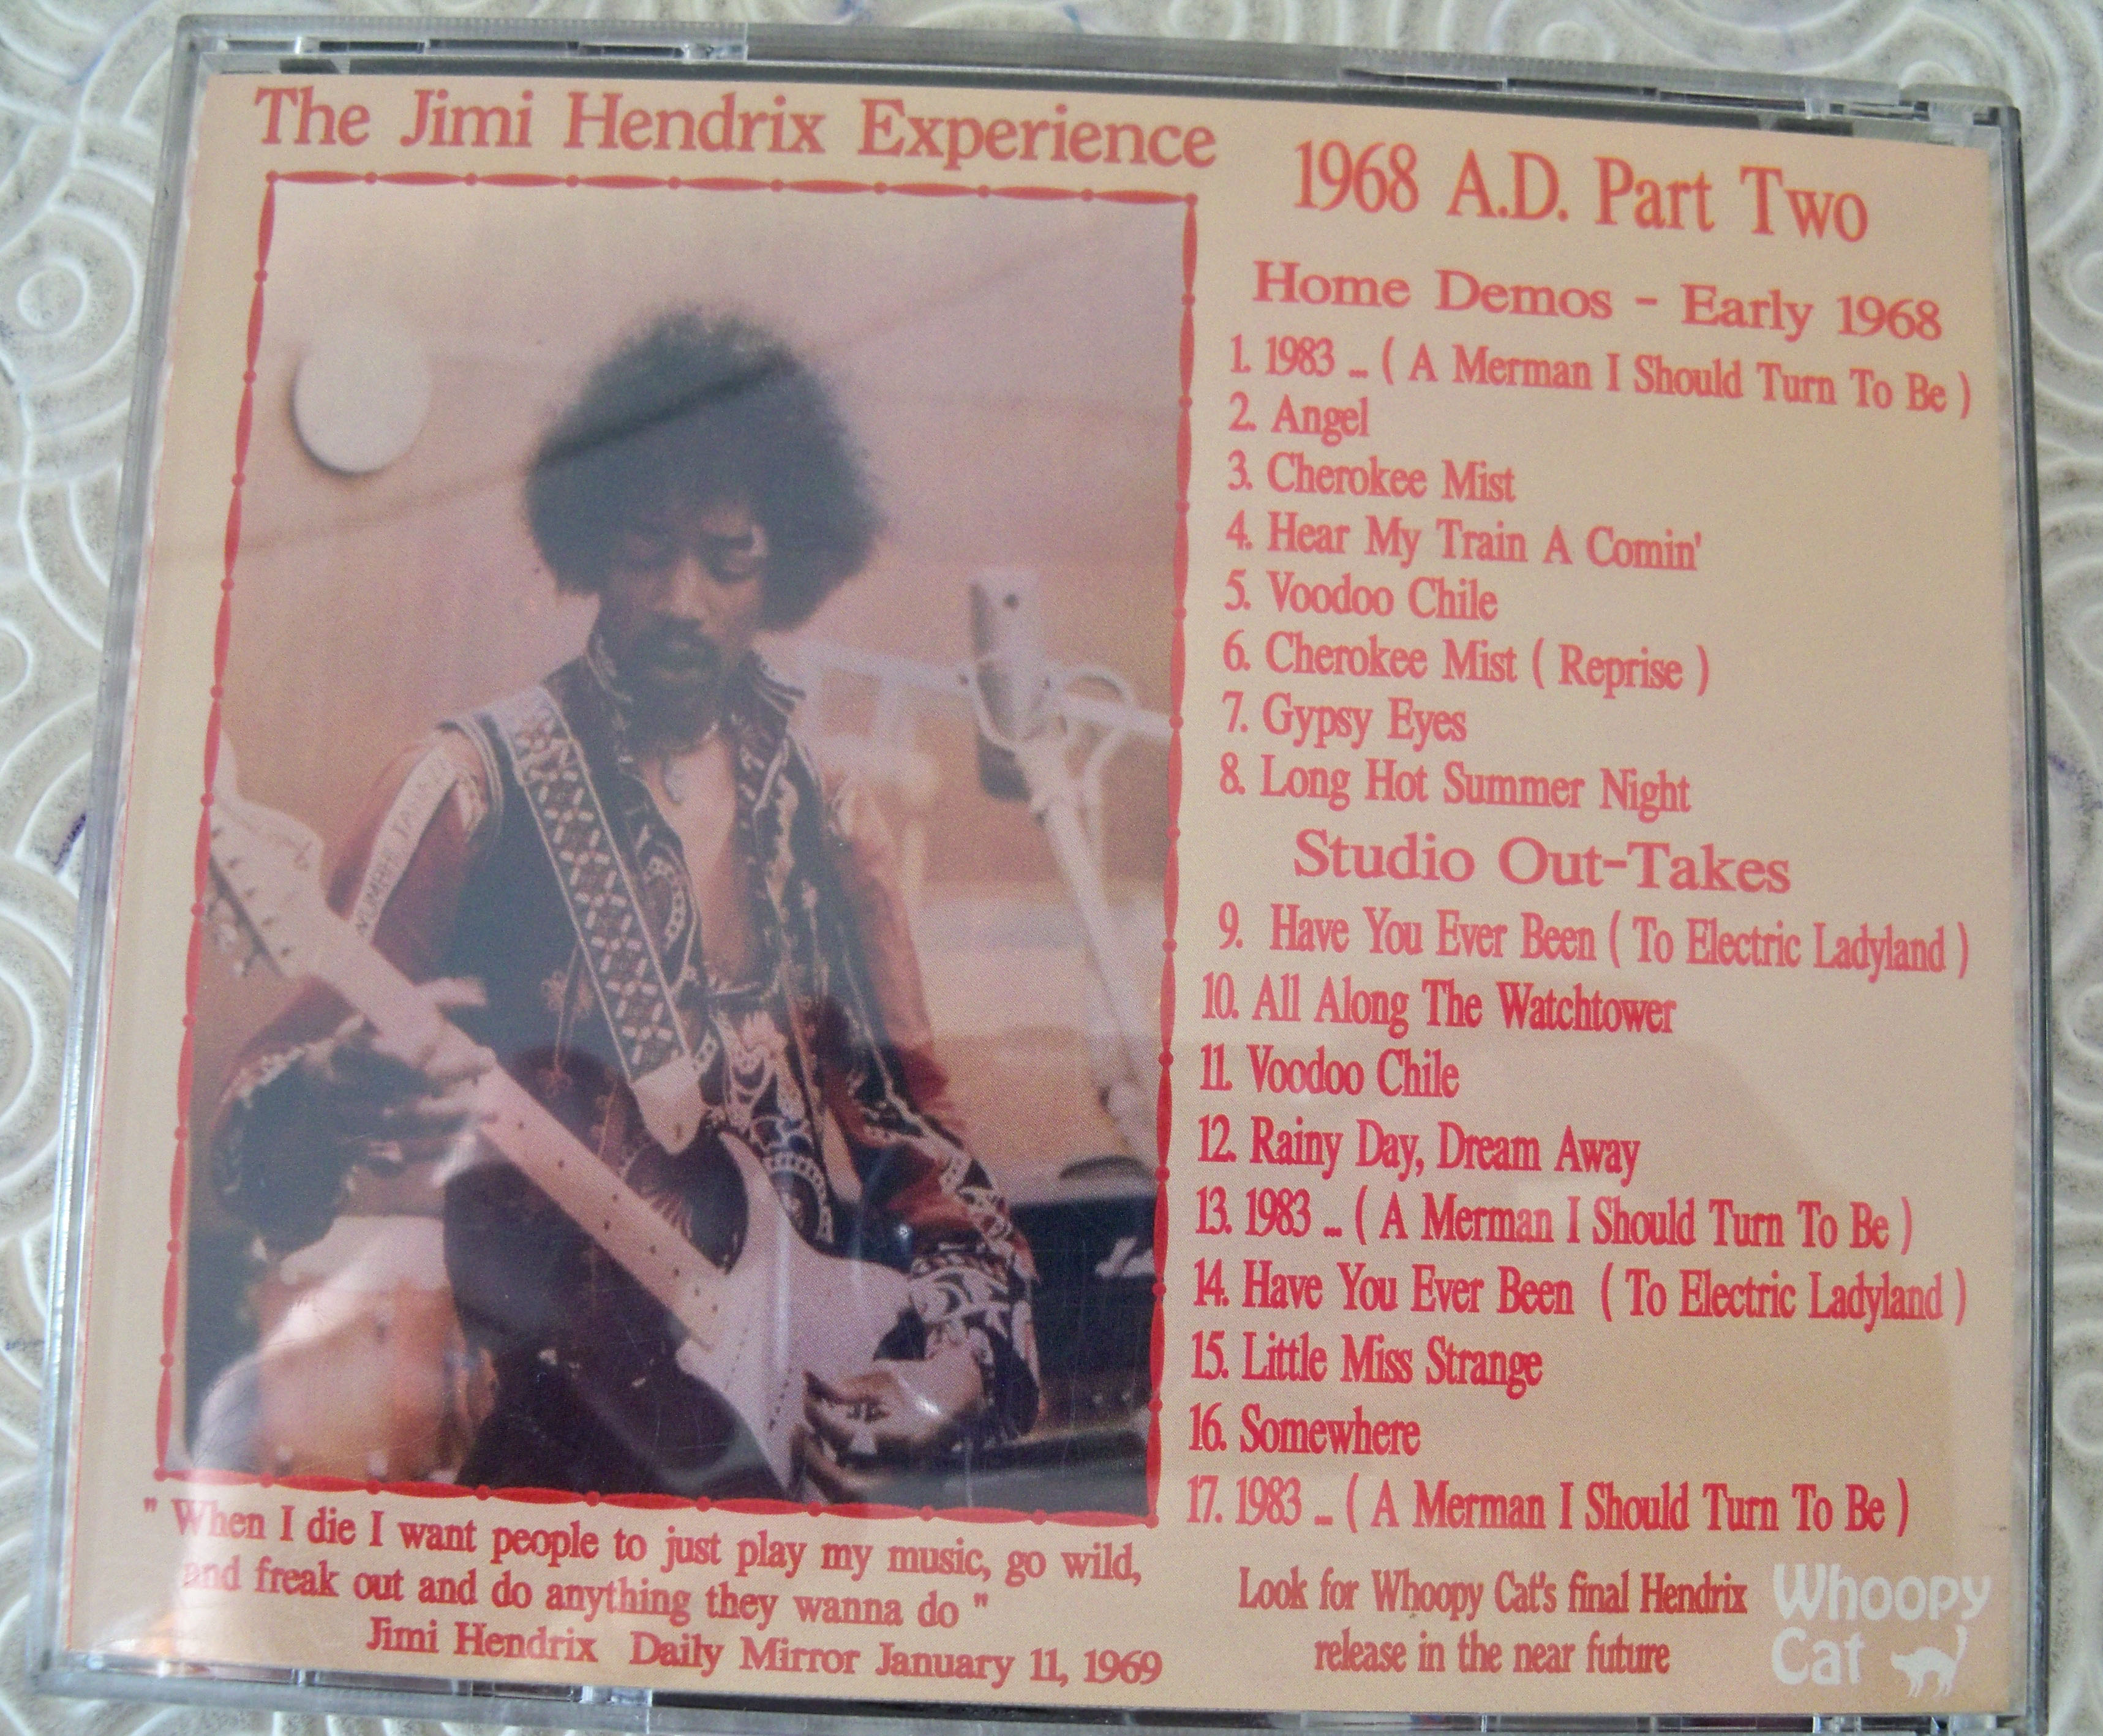 The Jimi Hendrix Experience
1968 A.D. Part Two
Home Demos - Early 1968
1. 1983 ... ( A Merman I Should Turn To Be )
2. Angel
3. Cherokee Mist
4. Hear My Train A Comin'
5. Voodoo Chile
6. Cherokee Mist ( Reprise )
7. Gypsy Eyes
8. Long Hot Summer Night
Studio Out-Takes
9. Have You Ever Been ( To Electric Ladyland )
10. All Along The Watchtower
11. Voodoo Chile
12. Rainy Day, Dream Away
13. 1983 ... ( A Merman I Should Turn To Be )
14. Have You Ever Been ( To Electric Ladyland )
15. Little Miss Strange
16. Somewhere
17. 1983 ... ( A Merman I Should Turn To Be )
" When I die I want people to just play my music, go wild,
and freak out and do anything they wanna do "
Jimi Hendrix Daily Mirror January 11, 1969
Look for Whoopy Cat's final Hendrix
release in the near future
Whoopy
Cat